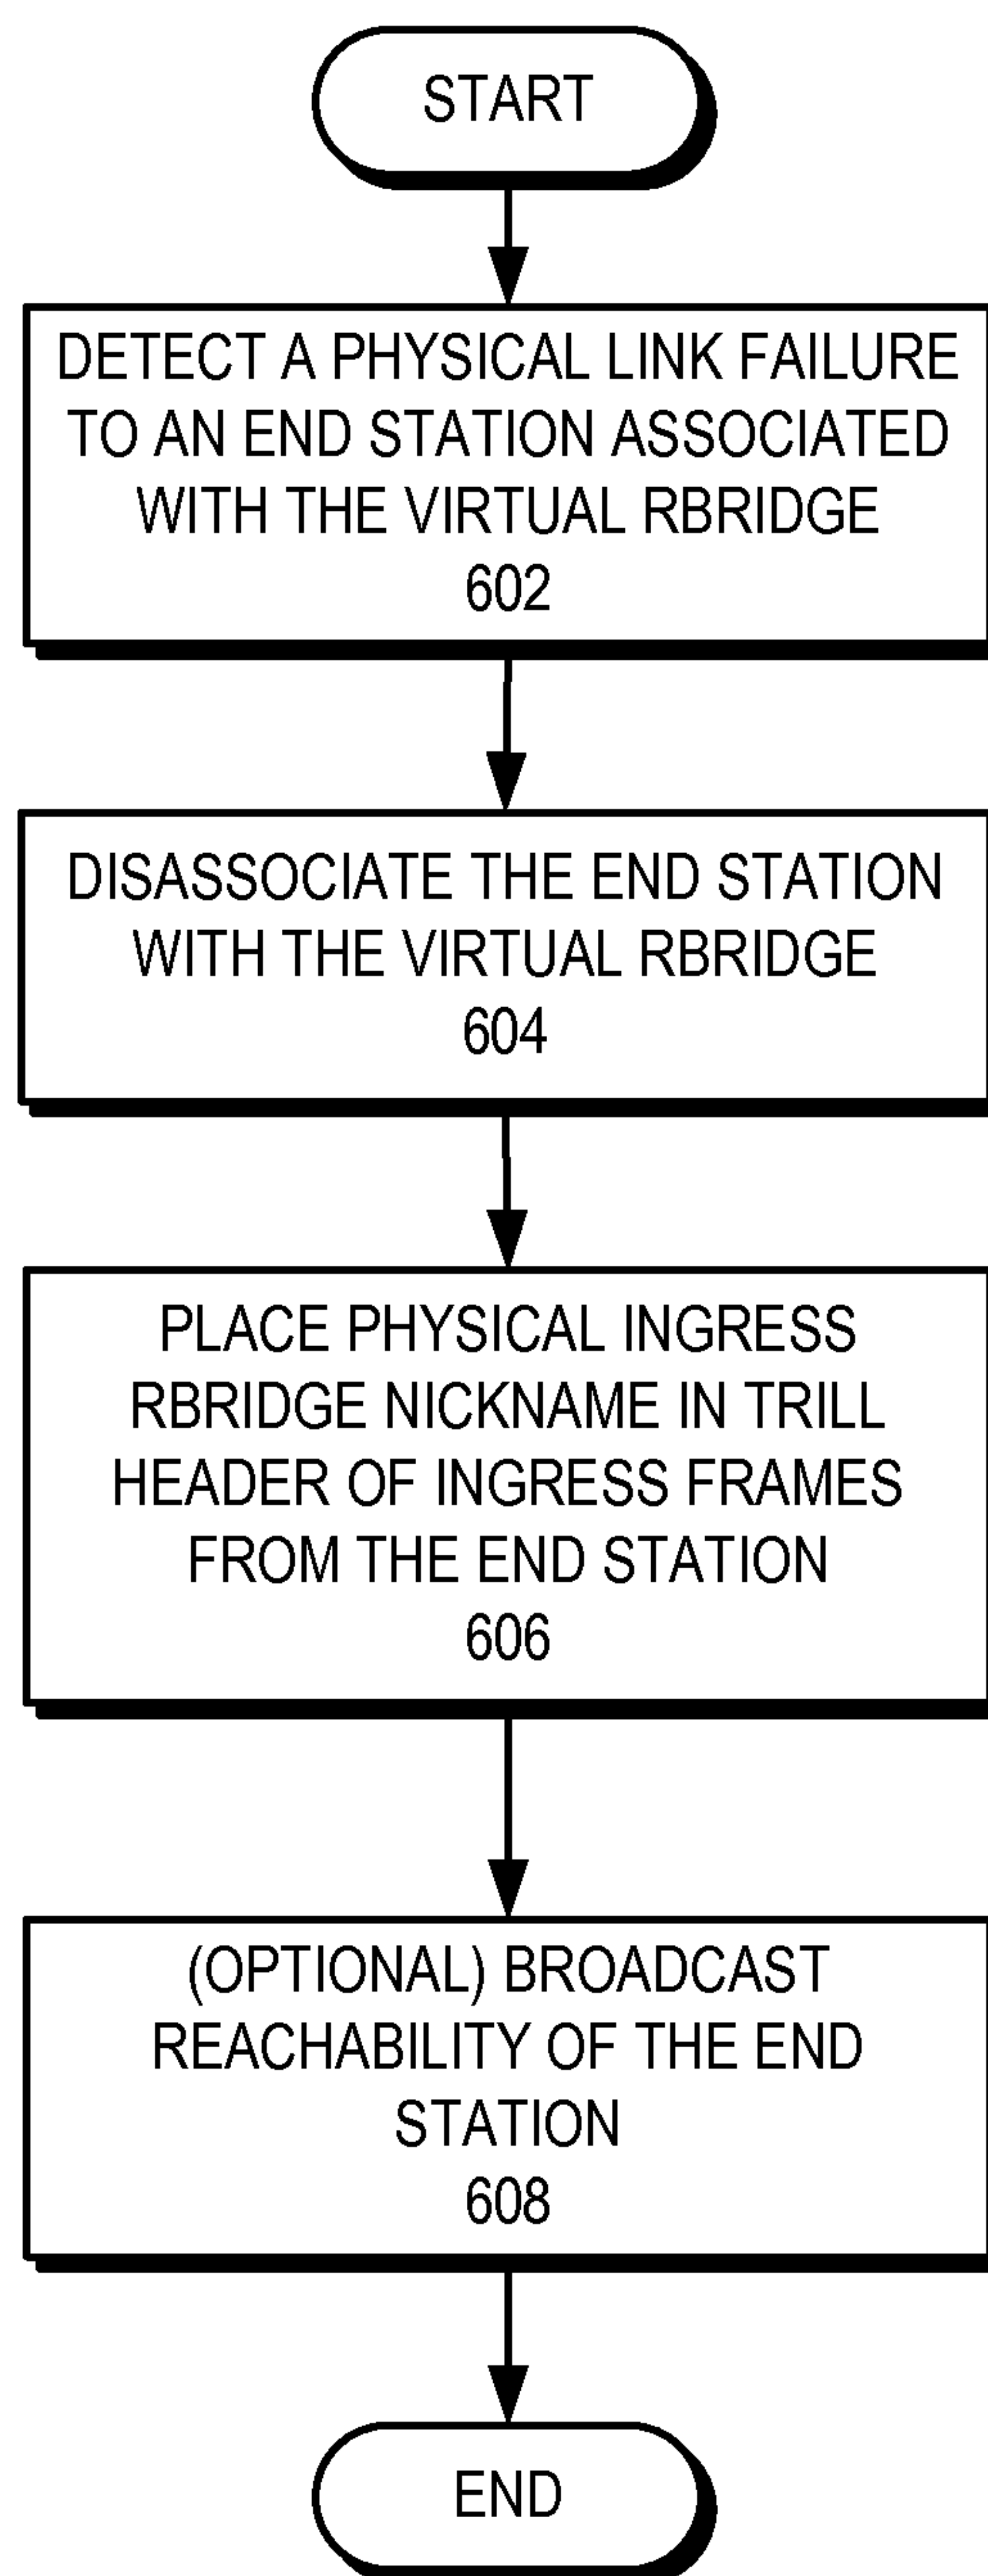 START
DETECT A PHYSICAL LINK FAILURE
TO AN END STATION ASSOCIATED
WITH THE VIRTUAL RBRIDGE
602
DISASSOCIATE THE END STATION
WITH THE VIRTUAL RBRIDGE
604
PLACE PHYSICAL INGRESS
RBRIDGE NICKNAME IN TRILL
HEADER OF INGRESS FRAMES
FROM THE END STATION
606
(OPTIONAL) BROADCAST
REACHABILITY OF THE END
STATION
608
END